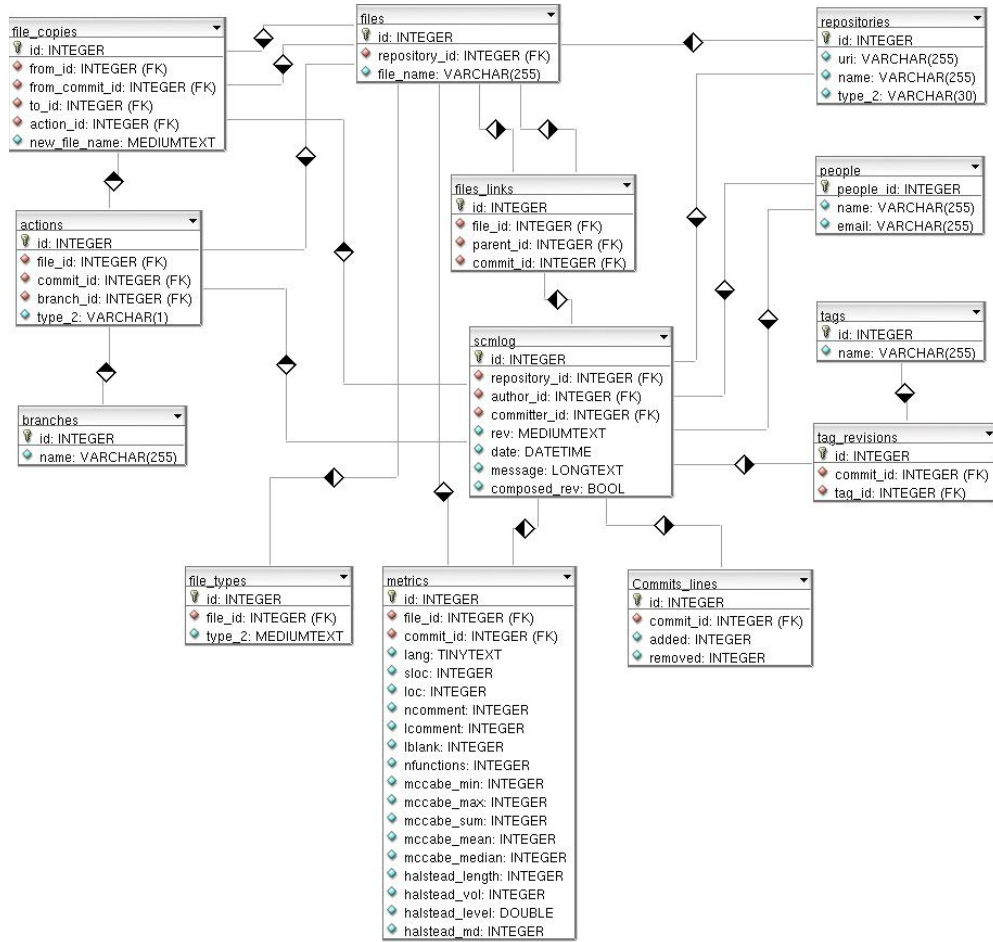 file_copies
id: INTEGER
from_id: INTEGER (FK)
from_commit_id: INTEGER (FK)
to_id: INTEGER (FK)
action_id: INTEGER (FK)
new_file_name: MEDIUMTEXT
files
id: INTEGER
repository_id: INTEGER (FK)
file_name: VARCHAR(255)
repositories
id: INTEGER
uri: VARCHAR(255)
name: VARCHAR(255)
type_2: VARCHAR(30)
files_links
id: INTEGER
file_id: INTEGER (FK)
parent_id: INTEGER (FK)
commit_id: INTEGER (FK)
people
people_id: INTEGER
name: VARCHAR(255)
email: VARCHAR(255)
actions
id: INTEGER
file_id: INTEGER (FK)
commit_id: INTEGER (FK)
branch_id: INTEGER (FK)
type_2: VARCHAR(1)
tags
id: INTEGER
name: VARCHAR(255)
scmlog
id: INTEGER
repository_id: INTEGER (FK)
author_id: INTEGER (FK)
committer_id: INTEGER (FK)
rev: MEDIUMTEXT
date: DATETIME
message: LONGTEXT
composed_rev: BOOL
branches
id: INTEGER
name: VARCHAR(255)
tag_revisions
id: INTEGER
commit_id: INTEGER (FK)
tag_id: INTEGER (FK)
file_types
id: INTEGER
file_id: INTEGER (FK)
type_2: MEDIUMTEXT
metrics
id: INTEGER
file_id: INTEGER (FK)
commit_id: INTEGER (FK)
lang: TINYTEXT
sloc: INTEGER
loc: INTEGER
ncomment: INTEGER
lcomment: INTEGER
lblank: INTEGER
nfunctions: INTEGER
mccabe_min: INTEGER
mccabe_max: INTEGER
mccabe_sum: INTEGER
mccabe_mean: INTEGER
mccabe_median: INTEGER
halstead_length: INTEGER
halstead_vol: INTEGER
halstead_level: DOUBLE
halstead_md: INTEGER
Commits_lines
id: INTEGER
commit_id: INTEGER (FK)
added: INTEGER
removed: INTEGER